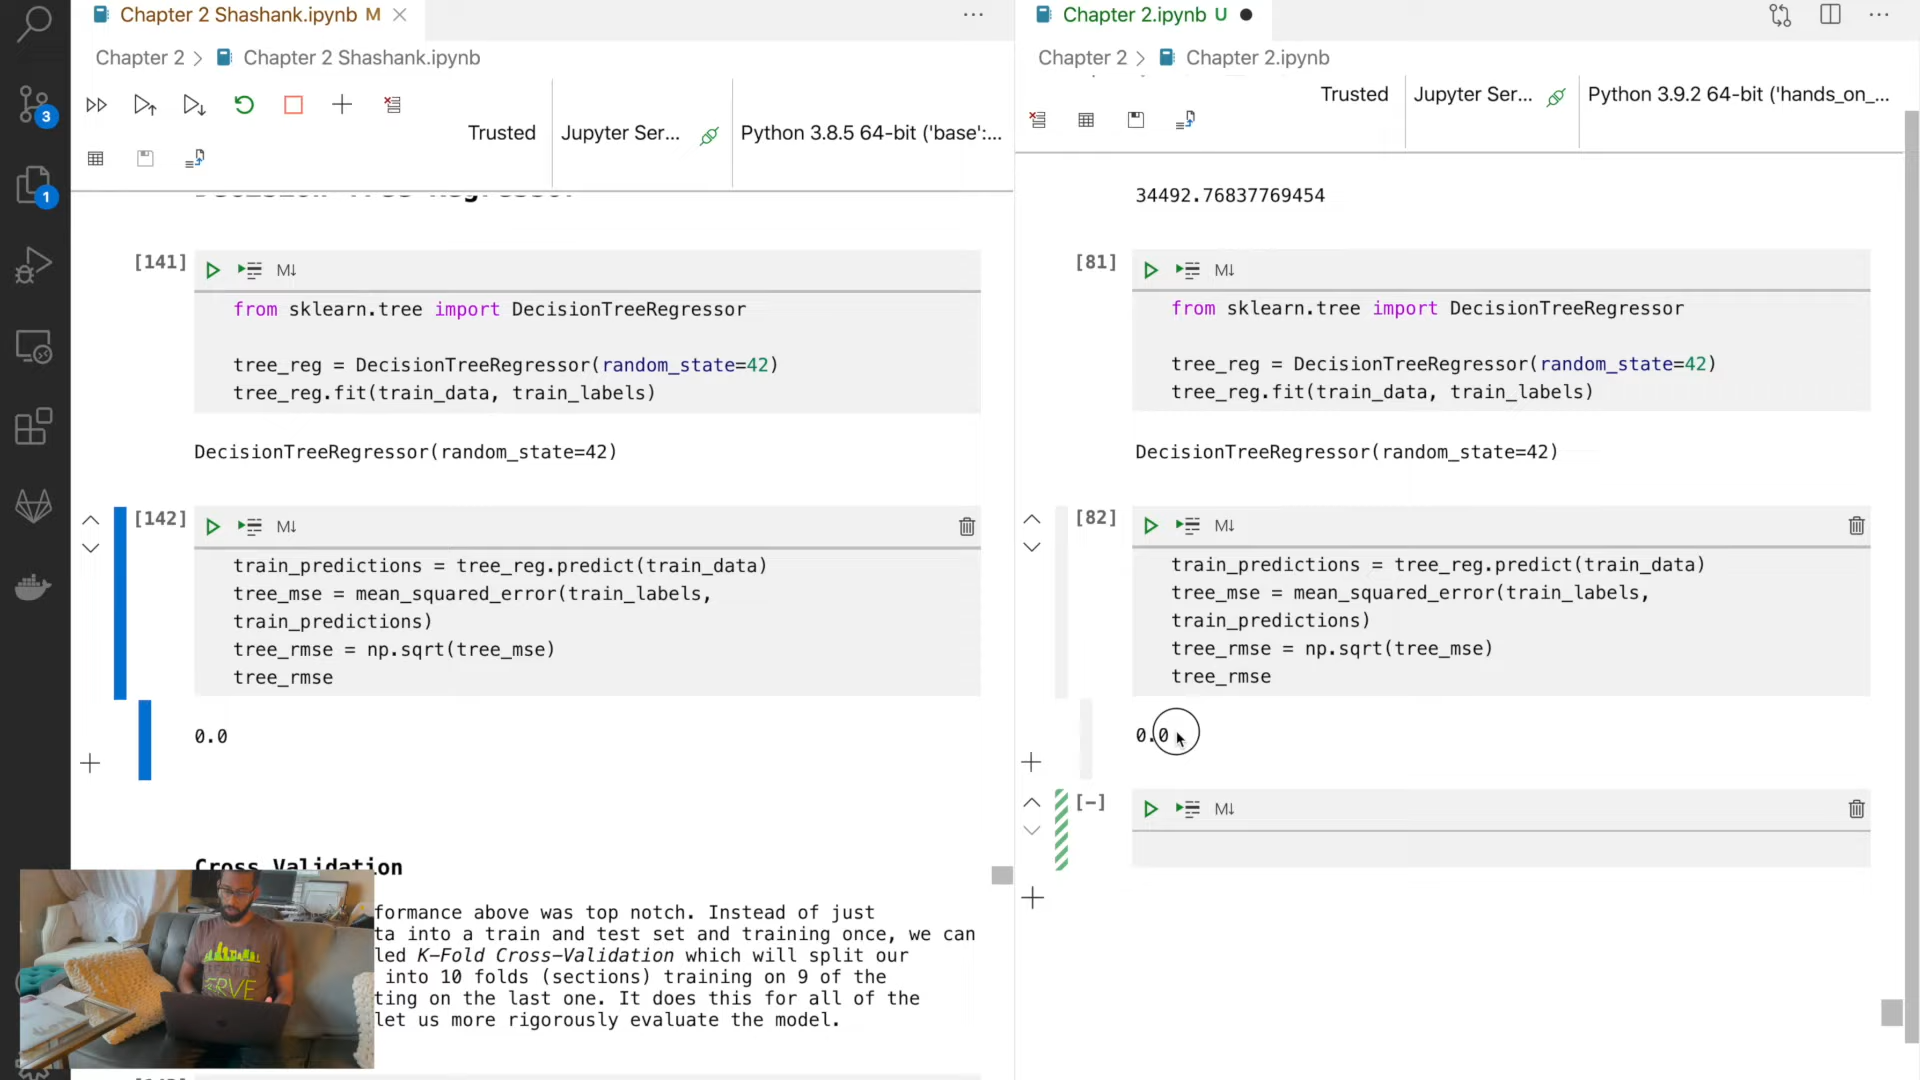 Chapter 2 Shashank.ipynb M
Chapter 2.ipynb U
Chapter 2 > Chapter 2 Shashank.ipynb
Chapter 2 > Chapter 2.ipynb
3
1
Trusted
Jupyter Ser...
Python 3.8.5 64-bit ('base':...
Trusted
Jupyter Ser...
Python 3.9.2 64-bit ('hands_on_...
Decision Tree Regressor
[141]
M↓
from sklearn.tree import DecisionTreeRegressor
tree_reg = DecisionTreeRegressor(random_state=42)
tree_reg.fit(train_data, train_labels)
DecisionTreeRegressor(random_state=42)
[142]
M↓
train_predictions = tree_reg.predict(train_data)
tree_mse = mean_squared_error(train_labels,
train_predictions)
tree_rmse = np.sqrt(tree_mse)
tree_rmse
0.0
Cross Validation
formance above was top notch. Instead of just
ta into a train and test set and training once, we can
led K-Fold Cross-Validation which will split our
into 10 folds (sections) training on 9 of the
ting on the last one. It does this for all of the
let us more rigorously evaluate the model.
34492.76837769454
[81]
M↓
from sklearn.tree import DecisionTreeRegressor
tree_reg = DecisionTreeRegressor(random_state=42)
tree_reg.fit(train_data, train_labels)
DecisionTreeRegressor(random_state=42)
[82]
M↓
train_predictions = tree_reg.predict(train_data)
tree_mse = mean_squared_error(train_labels,
train_predictions)
tree_rmse = np.sqrt(tree_mse)
tree_rmse
0.0
[-]
M↓